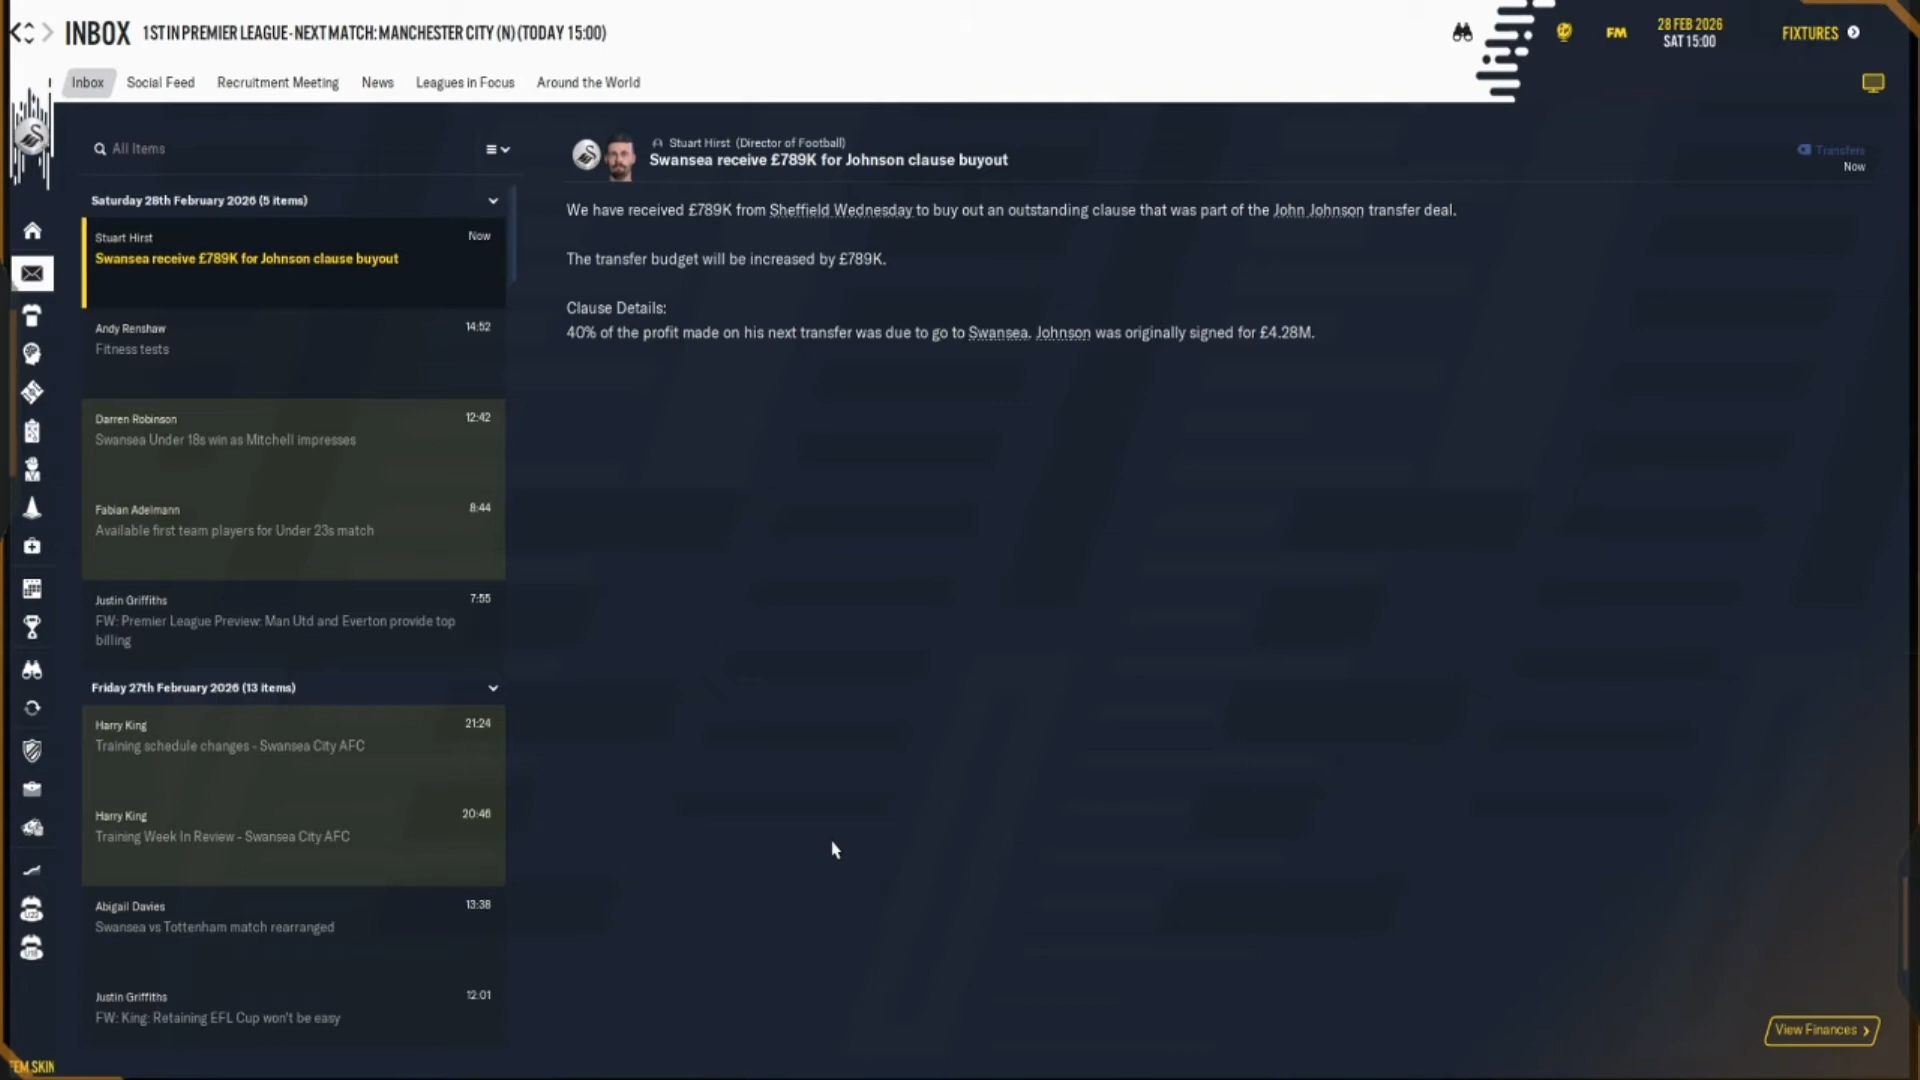 INBOX
1ST IN PREMIER LEAGUE - NEXT MATCH: MANCHESTER CITY (N) (TODAY 15:00)
FM
28 FEB 2026
SAT 15:00
FIXTURES
Inbox
Social Feed
Recruitment Meeting
News
Leagues in Focus
Around the World
All Items
Saturday 28th February 2026 (5 items)
Stuart Hirst
Now
Swansea receive £789K for Johnson clause buyout
Andy Renshaw
14:52
Fitness tests
Darren Robinson
12:42
Swansea Under 18s win as Mitchell impresses
Fabian Adelmann
8:44
Available first team players for Under 23s match
Justin Griffiths
7:55
FW: Premier League Preview: Man Utd and Everton provide top
billing
Friday 27th February 2026 (13 items)
Harry King
21:24
Training schedule changes - Swansea City AFC
Harry King
20:46
Training Week In Review - Swansea City AFC
Abigail Davies
13:38
Swansea vs Tottenham match rearranged
Justin Griffiths
12:01
FW: King: Retaining EFL Cup won't be easy
Stuart Hirst (Director of Football)
Swansea receive £789K for Johnson clause buyout
Transfers
Now
We have received £789K from Sheffield Wednesday to buy out an outstanding clause that was part of the John Johnson transfer deal.
The transfer budget will be increased by £789K.
Clause Details:
40% of the profit made on his next transfer was due to go to Swansea. Johnson was originally signed for £4.28M.
View Finances
U23
U18
SKIN